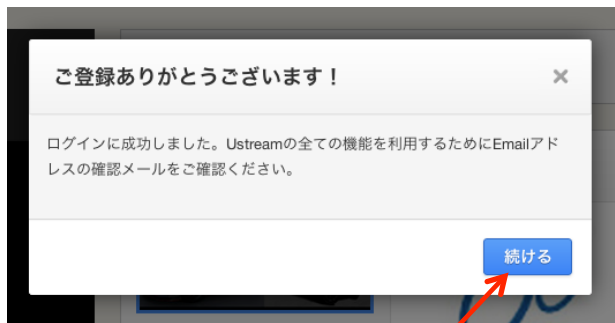 ご登録ありがとうございます！
ログインに成功しました。Ustreamの全ての機能を利用するためにEmailアド
レスの確認メールをご確認ください。
続ける